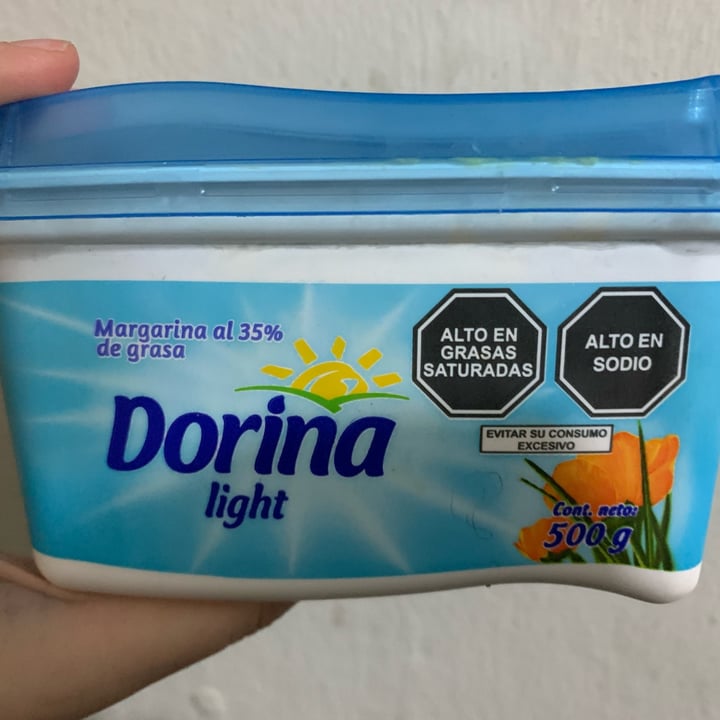 Margarina al 35%
de grasa
Dorina
light
ALTO EN
GRASAS
SATURADAS
ALTO EN
SODIO
EVITAR SU CONSUMO
EXCESIVO
Cont. neto:
500 g